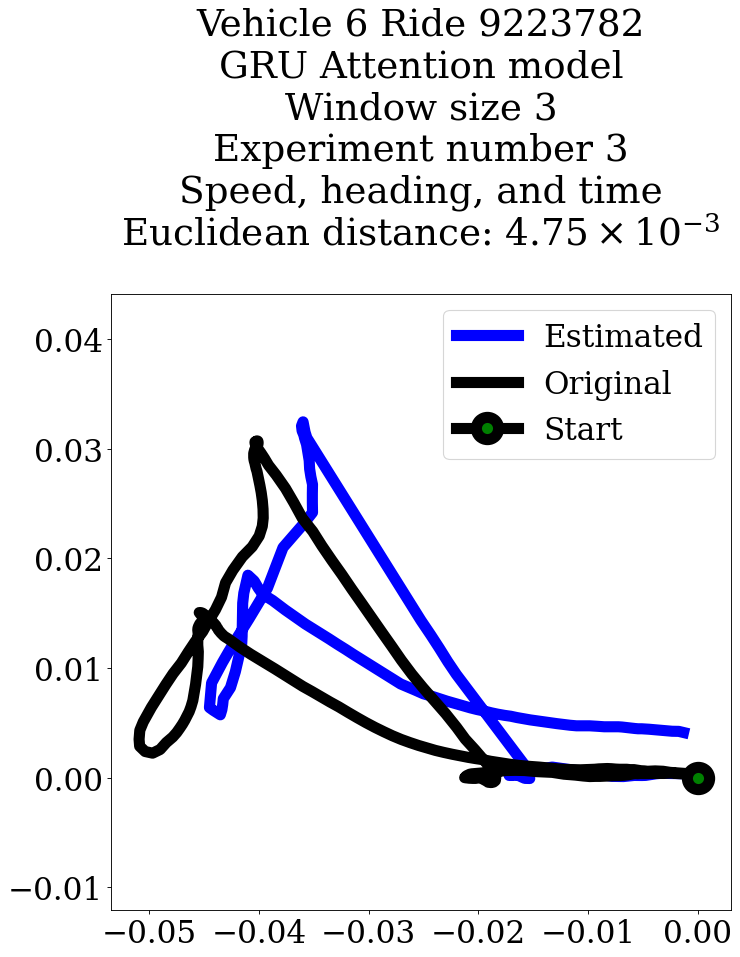 Vehicle 6 Ride 9223782
GRU Attention model
Window size 3
Experiment number 3
Speed, heading, and time
Euclidean distance: 4.75 × 10⁻³
Estimated
Original
Start
0.04
0.03
0.02
0.01
0.00
−0.01
−0.05 −0.04 −0.03 −0.02 −0.01 0.00